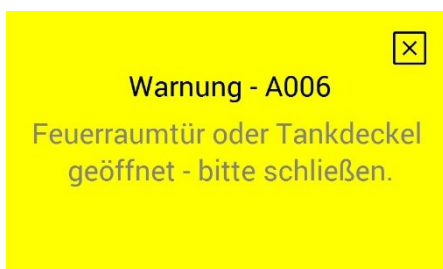 Warnung - A006
Feuerraumtür oder Tankdeckel
geöffnet - bitte schließen.